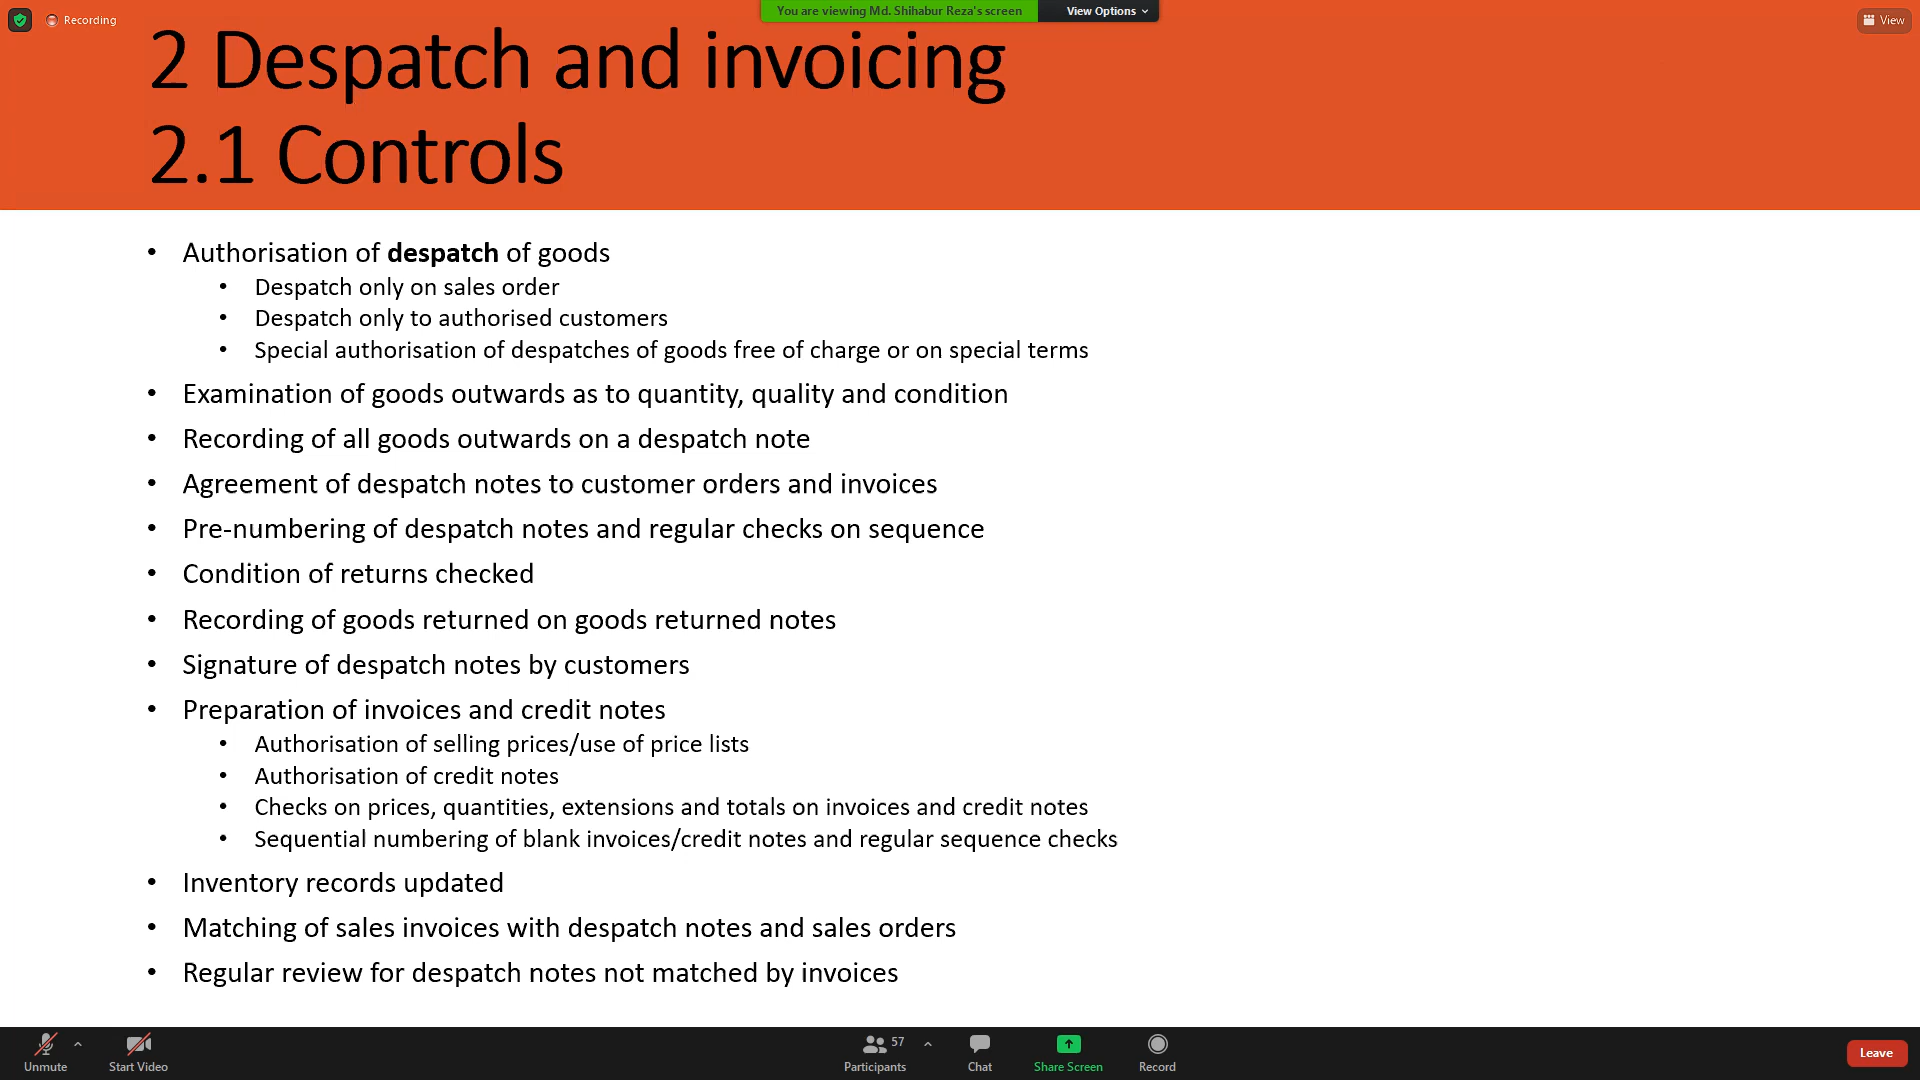 Recording
You are viewing Md. Shihabur Reza's screen
View Options
View
2 Despatch and invoicing
2.1 Controls
• Authorisation of despatch of goods
• Despatch only on sales order
• Despatch only to authorised customers
• Special authorisation of despatches of goods free of charge or on special terms
• Examination of goods outwards as to quantity, quality and condition
• Recording of all goods outwards on a despatch note
• Agreement of despatch notes to customer orders and invoices
• Pre-numbering of despatch notes and regular checks on sequence
• Condition of returns checked
• Recording of goods returned on goods returned notes
• Signature of despatch notes by customers
• Preparation of invoices and credit notes
• Authorisation of selling prices/use of price lists
• Authorisation of credit notes
• Checks on prices, quantities, extensions and totals on invoices and credit notes
• Sequential numbering of blank invoices/credit notes and regular sequence checks
• Inventory records updated
• Matching of sales invoices with despatch notes and sales orders
• Regular review for despatch notes not matched by invoices
Unmute
Start Video
57
Participants
Chat
Share Screen
Record
Leave